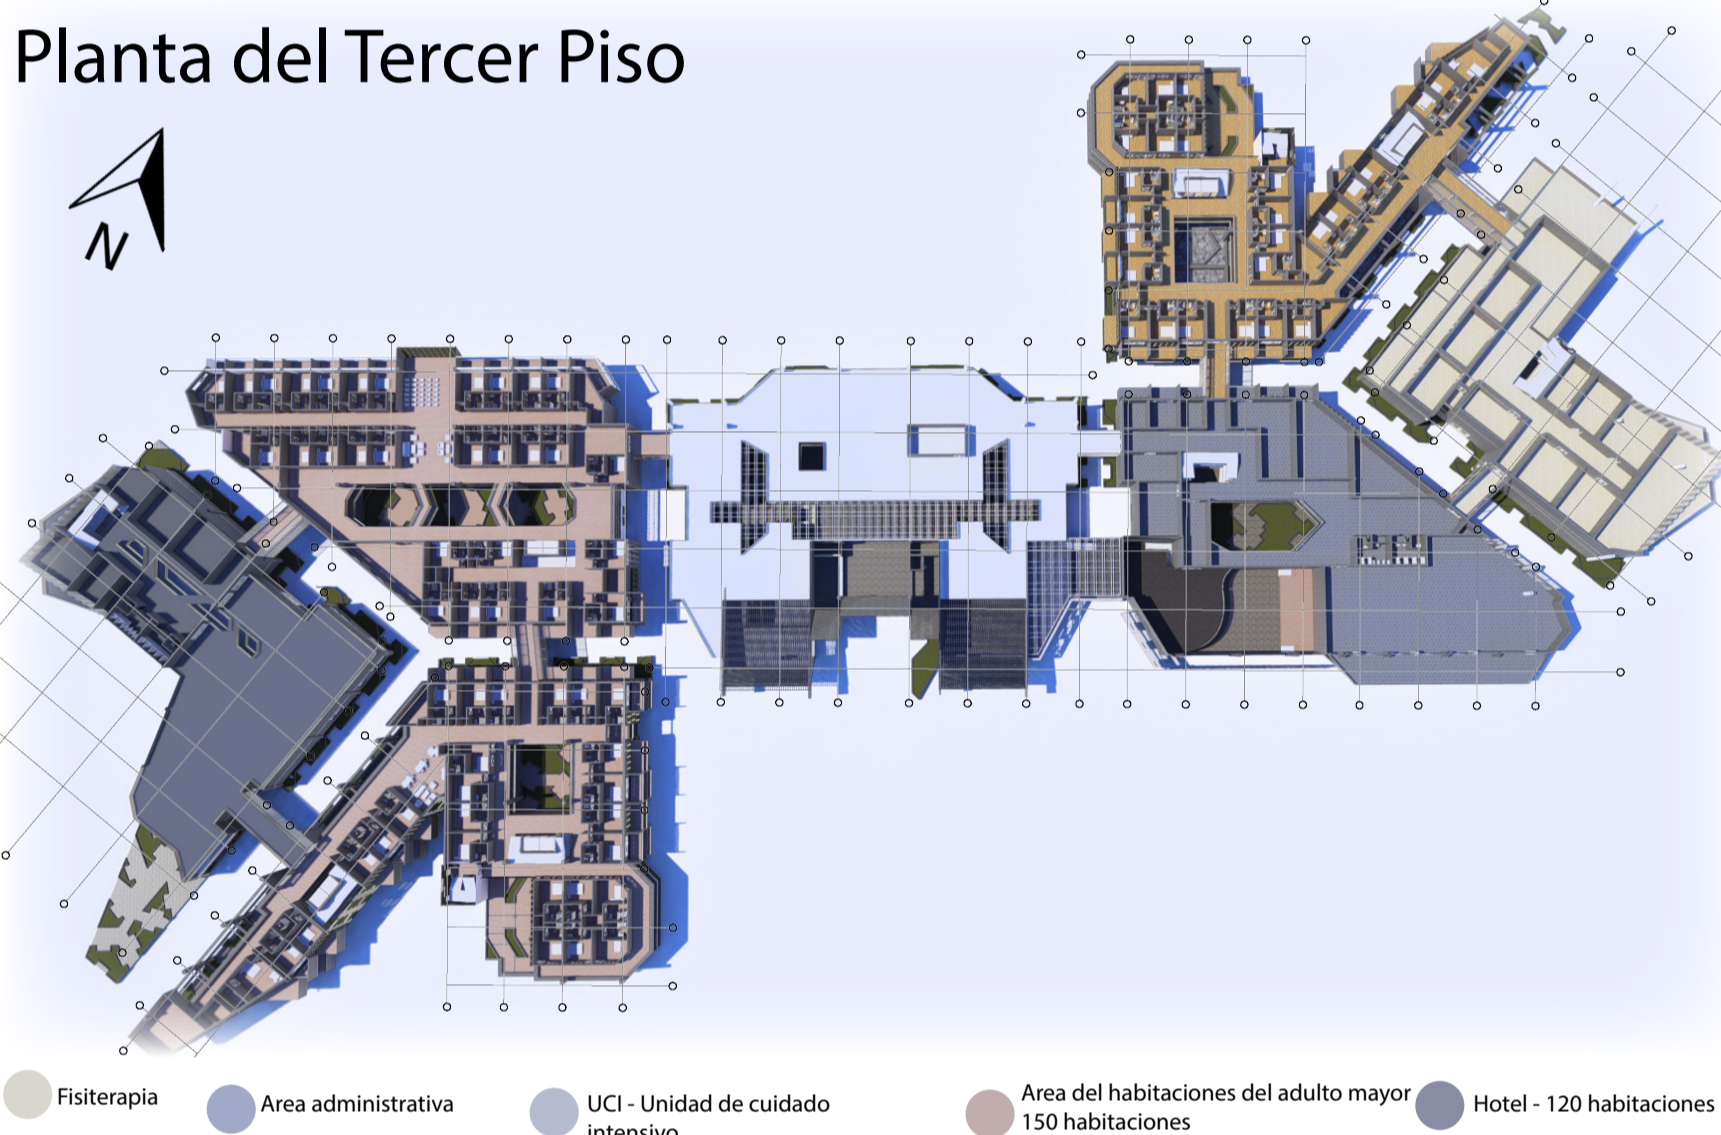 Planta del Tercer Piso
N
Fisiterapia
Area administrativa
UCI - Unidad de cuidado
intensivo
Area del habitaciones del adulto mayor
150 habitaciones
Hotel - 120 habitaciones